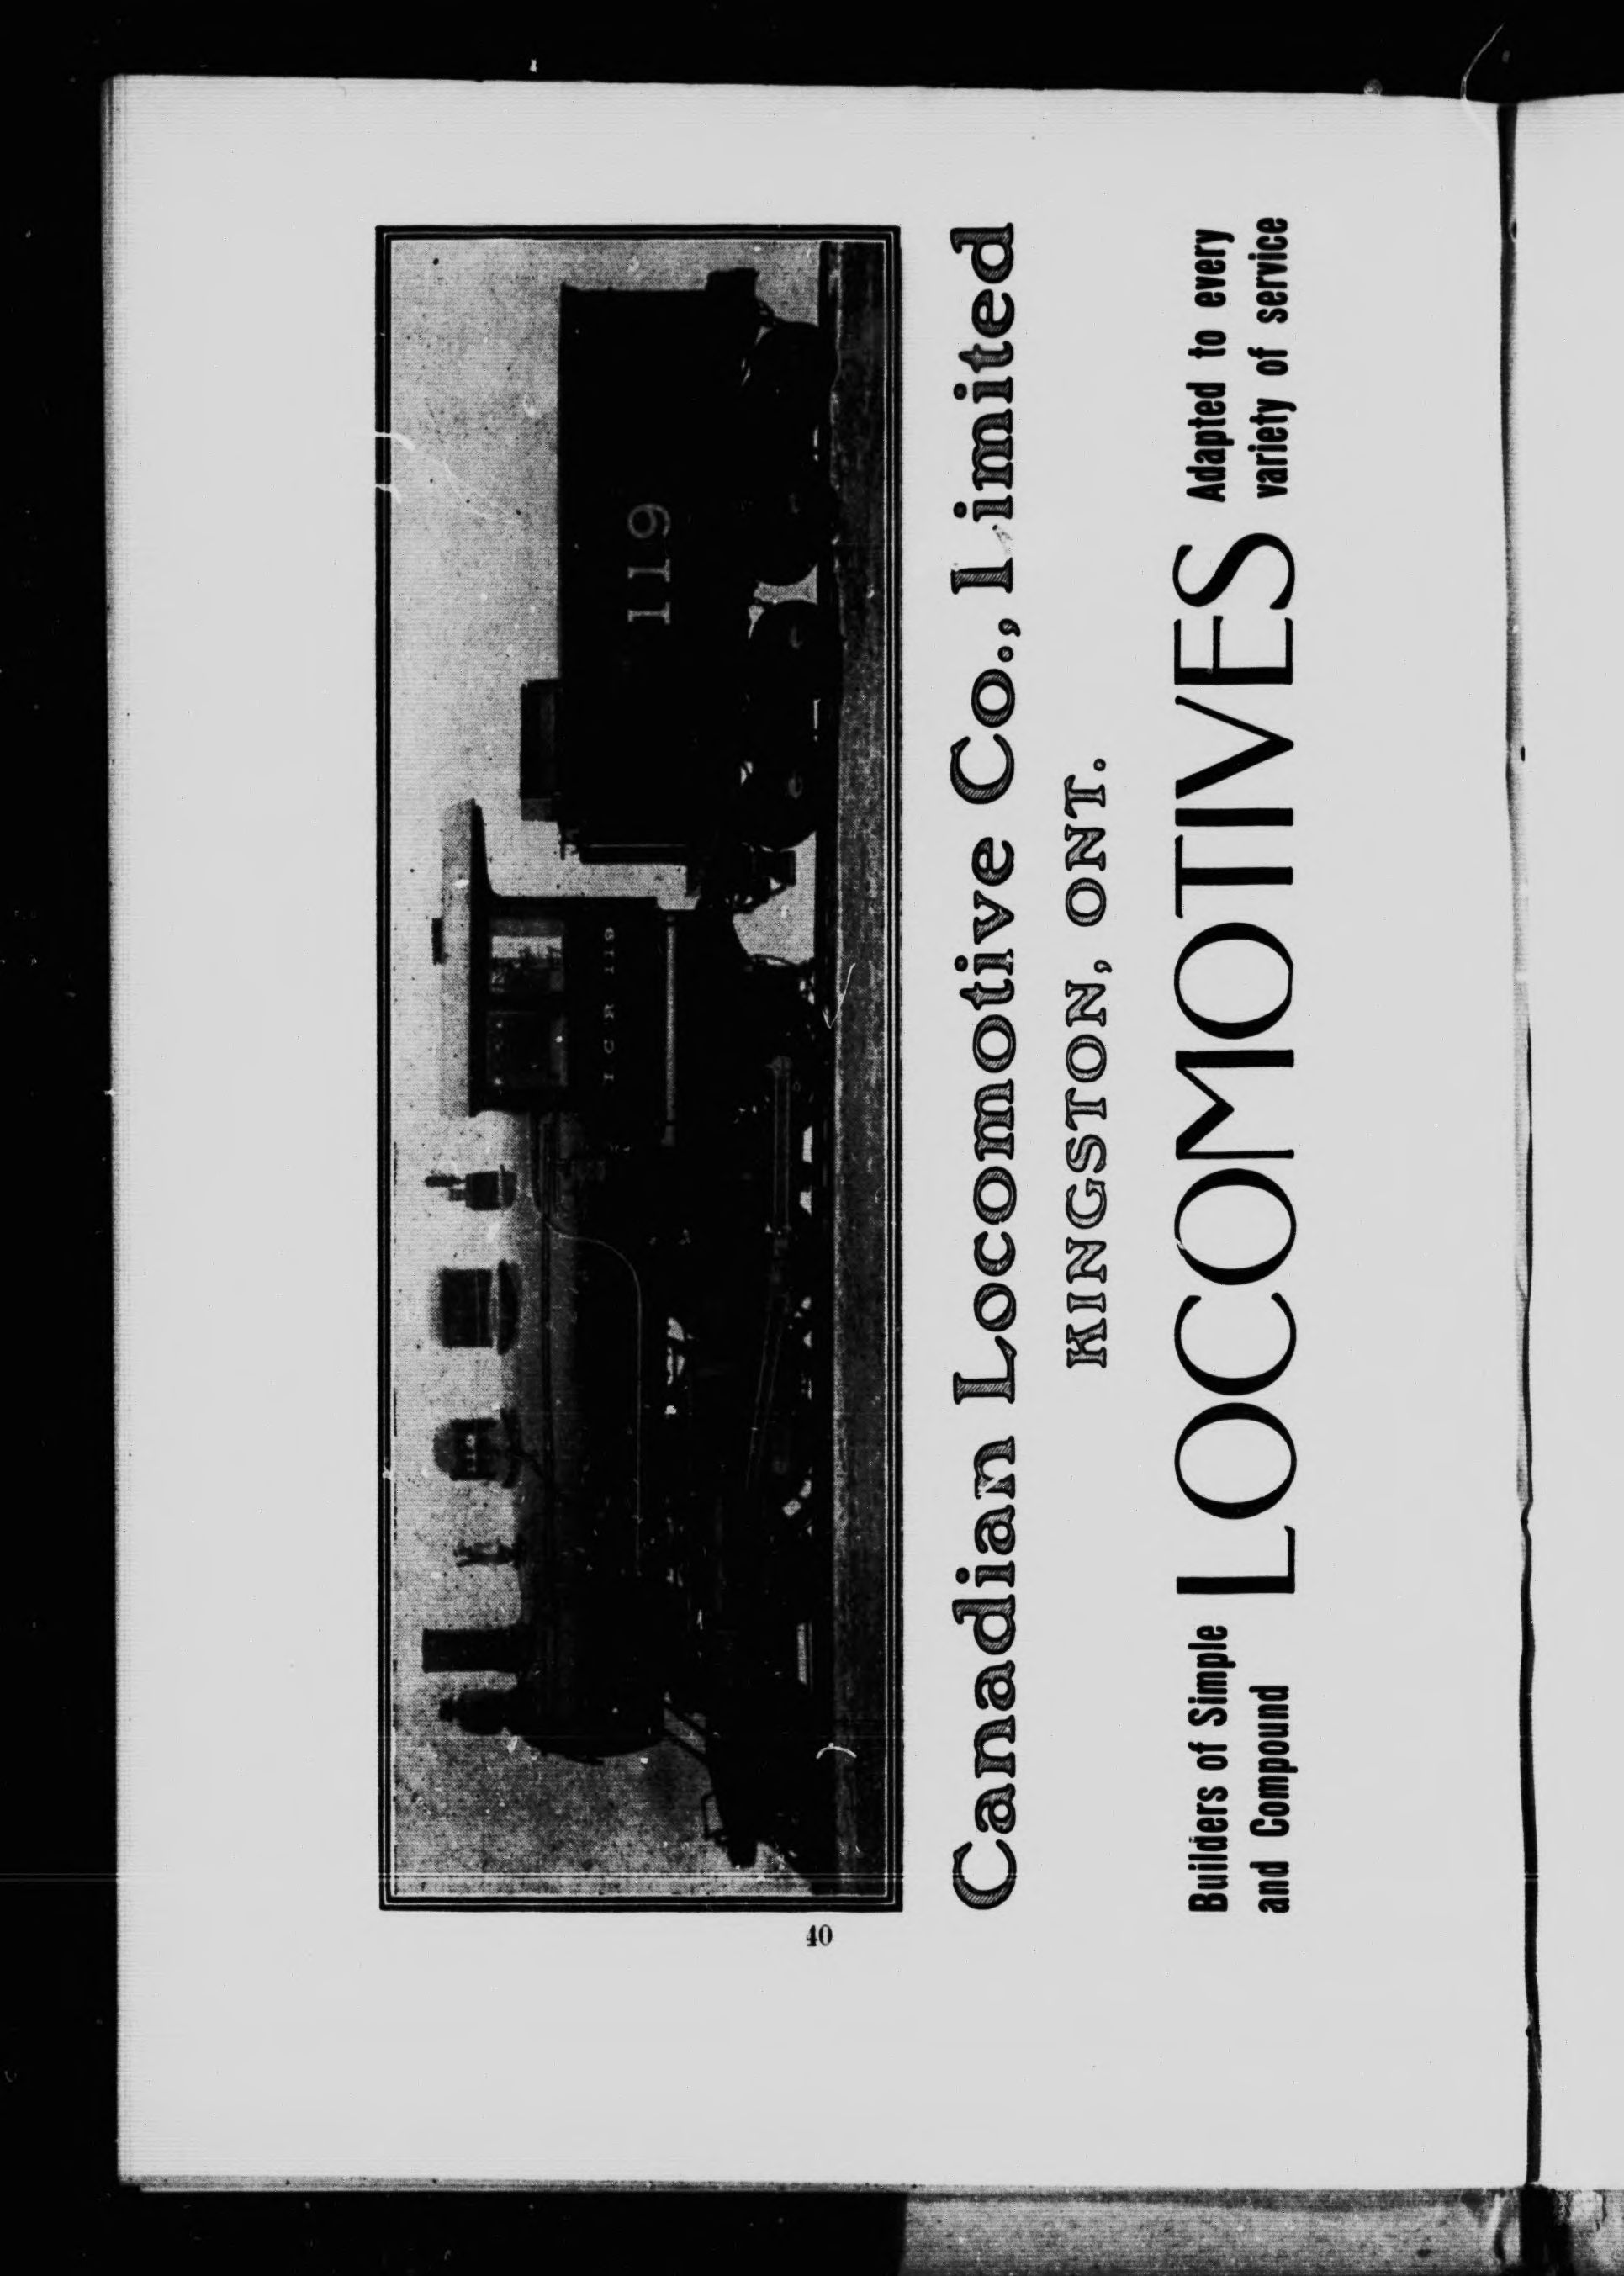 119
I C R 119
119
40
Canadian Locomotive Co., Limited
KINGSTON, ONT.
Builders of Simple
and Compound
LOCOMOTIVES
Adapted to every
variety of service